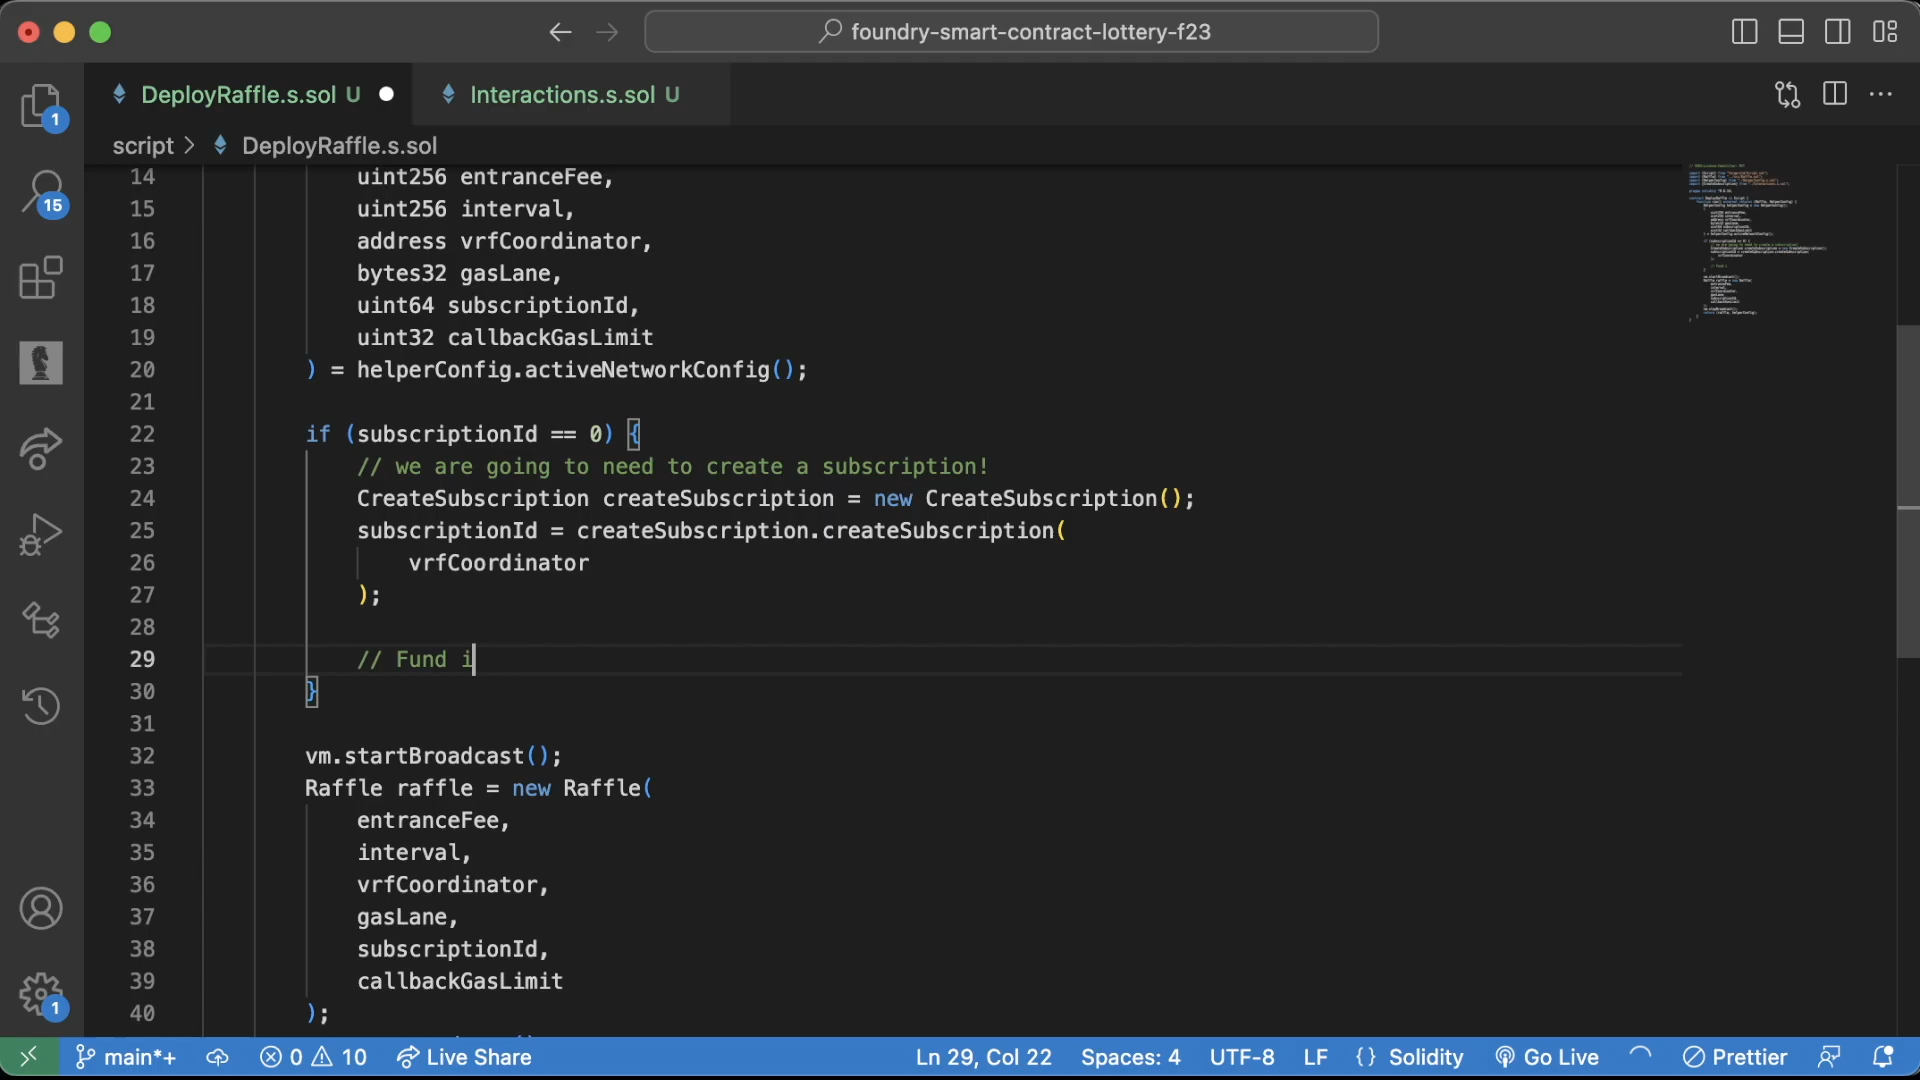 foundry-smart-contract-lottery-f23
DeployRaffle.s.sol U
Interactions.s.sol U
script > DeployRaffle.s.sol
1
15
14 uint256 entranceFee,
15 uint256 interval,
16 address vrfCoordinator,
17 bytes32 gasLane,
18 uint64 subscriptionId,
19 uint32 callbackGasLimit
20 ) = helperConfig.activeNetworkConfig();
21
22 if (subscriptionId == 0) {
23 // we are going to need to create a subscription!
24 CreateSubscription createSubscription = new CreateSubscription();
25 subscriptionId = createSubscription.createSubscription(
26 vrfCoordinator
27 );
28
29 // Fund i
30 }
31
32 vm.startBroadcast();
33 Raffle raffle = new Raffle(
34 entranceFee,
35 interval,
36 vrfCoordinator,
37 gasLane,
38 subscriptionId,
39 callbackGasLimit
40 );
1
main*+ 0 10 Live Share Ln 29, Col 22 Spaces: 4 UTF-8 LF {} Solidity Go Live Prettier